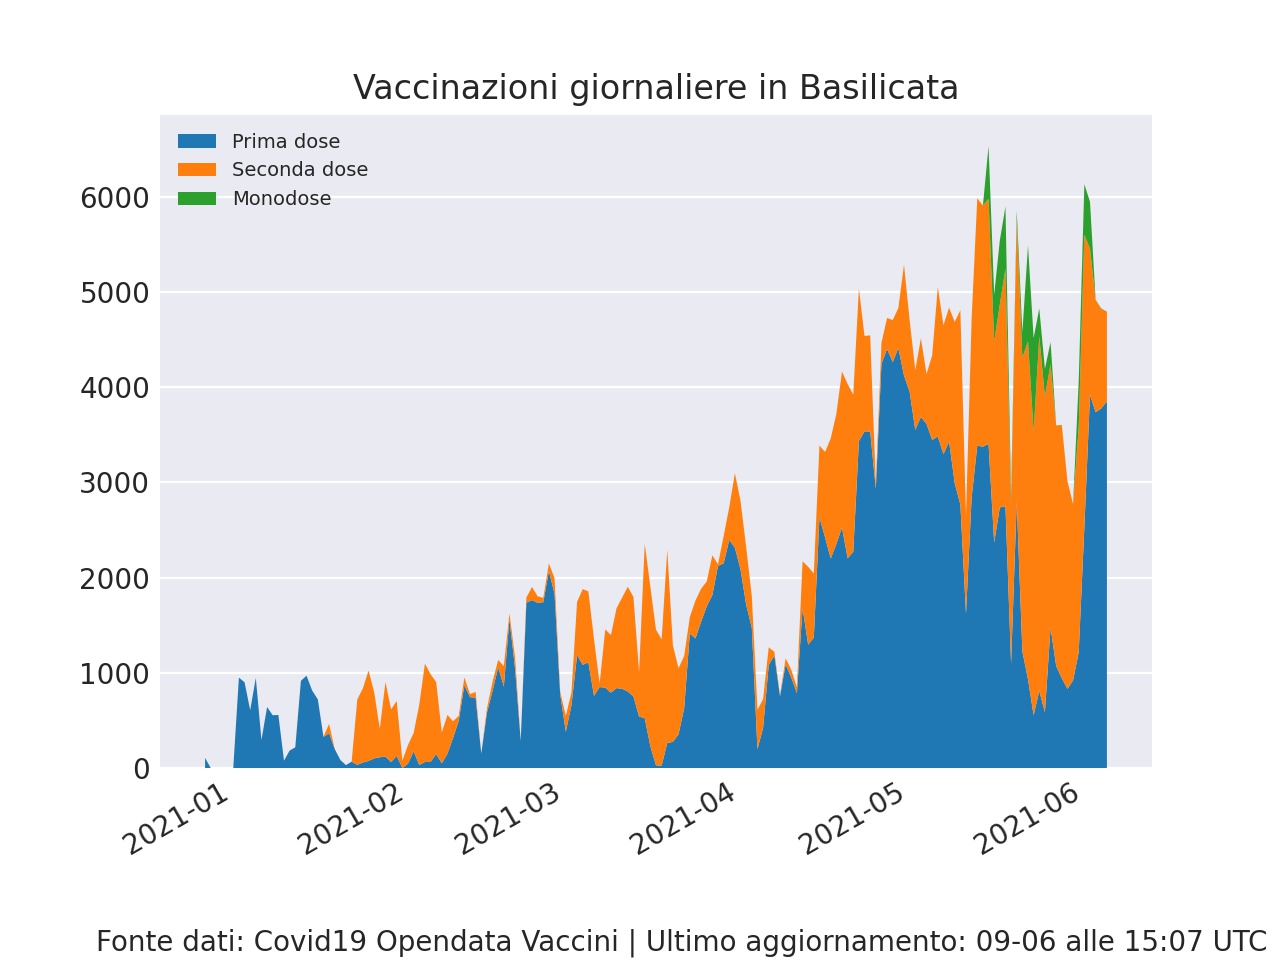 Vaccinazioni giornaliere in Basilicata
Prima dose
Seconda dose
Monodose
6000
5000
4000
3000
2000
1000
0
2021-01
2021-02
2021-03
2021-04
2021-05
2021-06
Fonte dati: Covid19 Opendata Vaccini | Ultimo aggiornamento: 09-06 alle 15:07 UTC